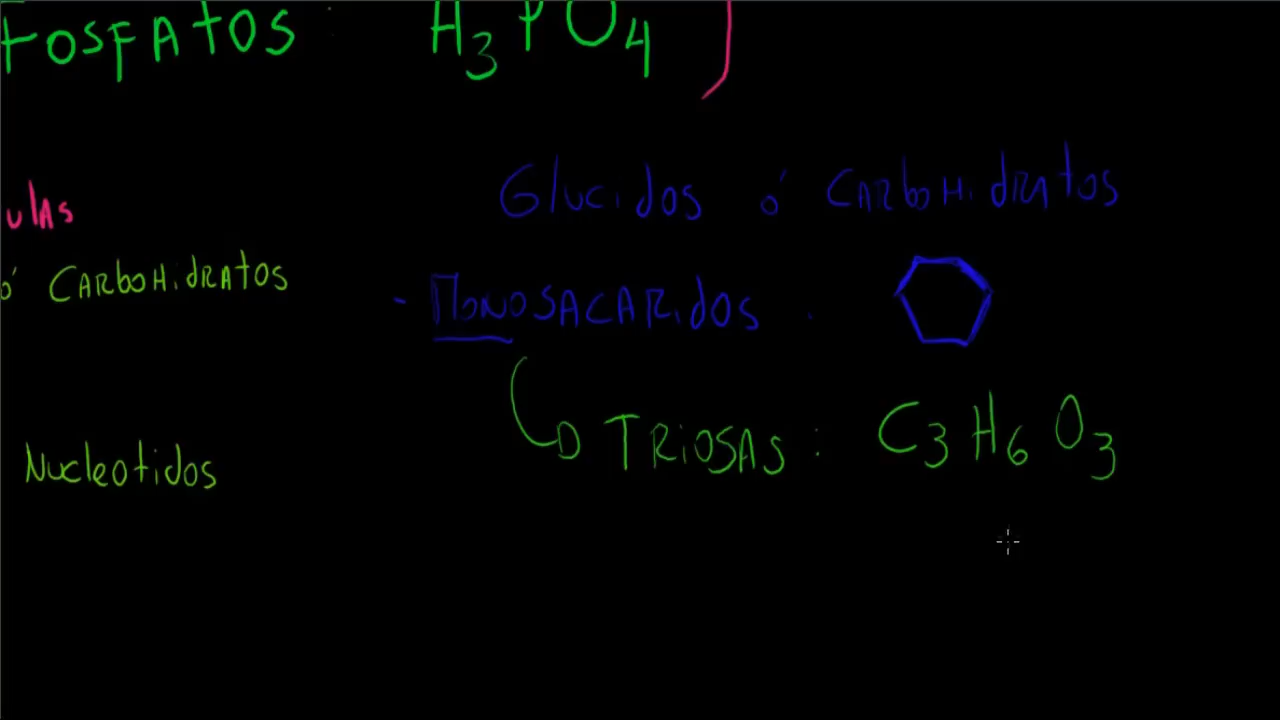 FOSFATOS: H3PO4
ulAS
Glucidos ó CARboHidRAtos
ó CARboHidRAtos
- MonoSACARidos.
TRiOSAS: C3H6O3
Nucleotidos